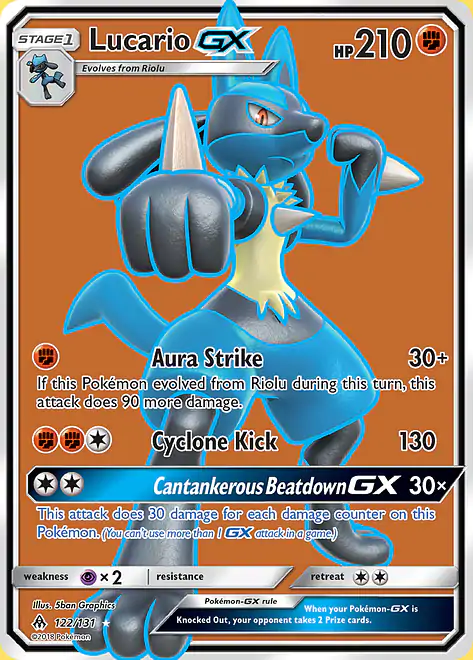 STAGE 1 Lucario GX HP 210
Evolves from Riolu
Aura Strike 30+
If this Pokémon evolved from Riolu during this turn, this
attack does 90 more damage.
Cyclone Kick 130
Cantankerous Beatdown GX 30×
This attack does 30 damage for each damage counter on this
Pokémon. (You can't use more than 1 GX attack in a game.)
weakness ×2 resistance retreat
Illus. 5ban Graphics
122/131
©2018 Pokémon
Pokémon-GX rule
When your Pokémon-GX is
Knocked Out, your opponent takes 2 Prize cards.